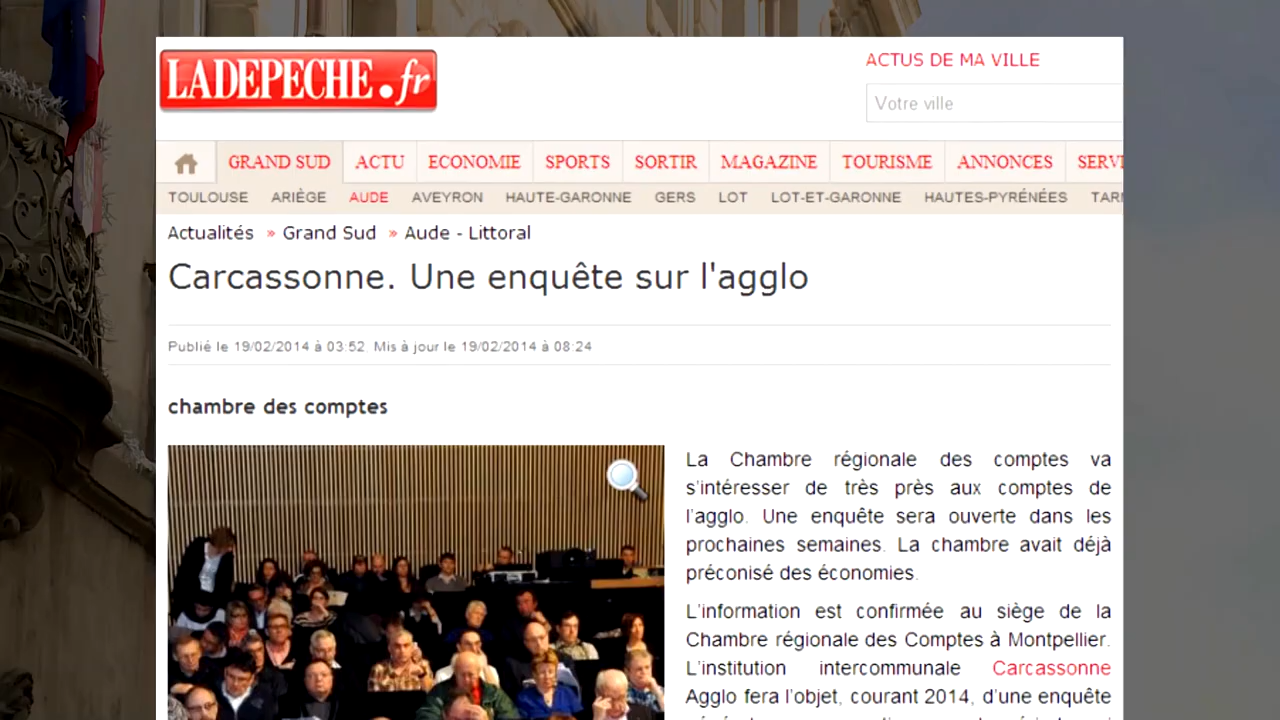 LADEPECHE.fr
ACTUS DE MA VILLE
Votre ville
GRAND SUD ACTU ECONOMIE SPORTS SORTIR MAGAZINE TOURISME ANNONCES
TOULOUSE ARIÈGE AUDE AVEYRON HAUTE-GARONNE GERS LOT LOT-ET-GARONNE HAUTES-PYRÉNÉES
Actualités » Grand Sud » Aude - Littoral
Carcassonne. Une enquête sur l'agglo
Publié le 19/02/2014 à 03:52, Mis à jour le 19/02/2014 à 08:24
chambre des comptes
La Chambre régionale des comptes va
s'intéresser de très près aux comptes de
l'agglo. Une enquête sera ouverte dans les
prochaines semaines. La chambre avait déjà
préconisé des économies.
L'information est confirmée au siège de la
Chambre régionale des Comptes à Montpellier.
L'institution intercommunale Carcassonne
Agglo fera l'objet, courant 2014, d'une enquête